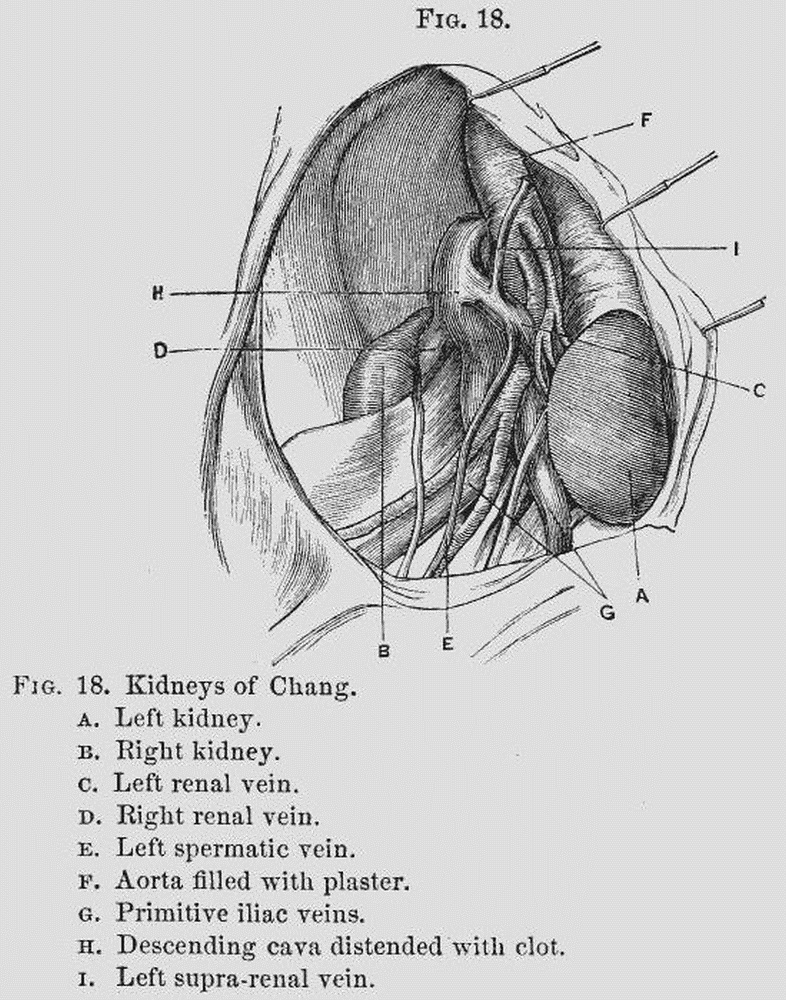 FIG. 18.
F
I
H
D
C
A
G
B
E
FIG. 18. Kidneys of Chang.
A. Left kidney.
B. Right kidney.
C. Left renal vein.
D. Right renal vein.
E. Left spermatic vein.
F. Aorta filled with plaster.
G. Primitive iliac veins.
H. Descending cava distended with clot.
I. Left supra-renal vein.